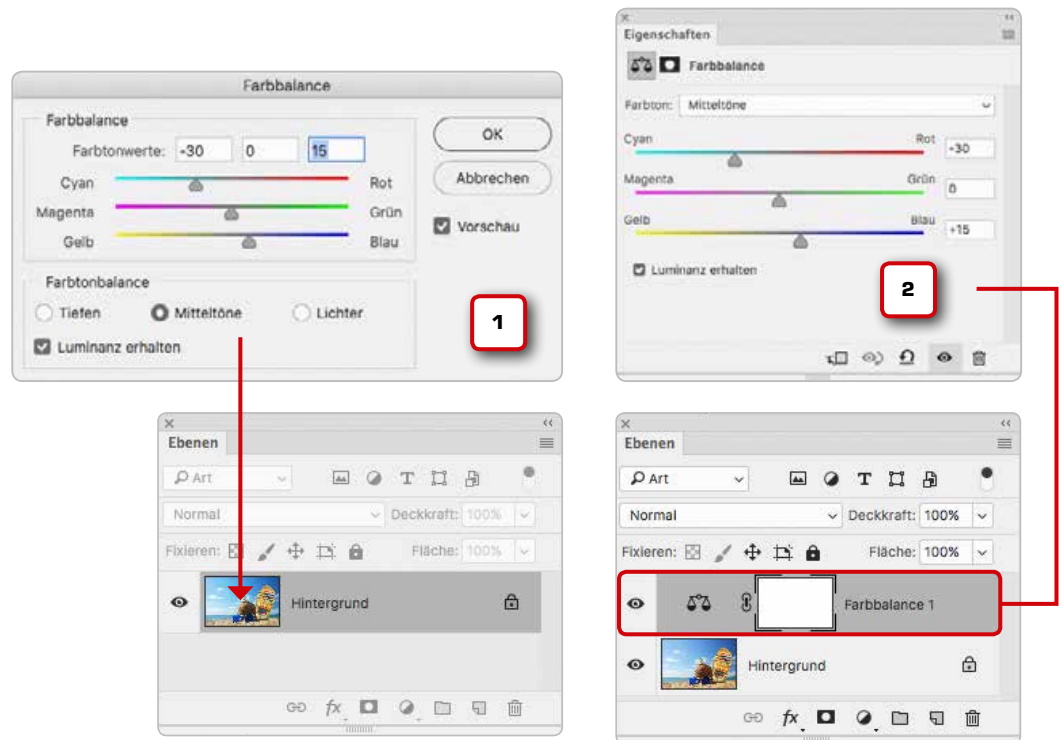 Farbbalance
Farbbalance
Farbtonwerte: -30 0 15
Cyan Rot
Magenta Grün
Gelb Blau
OK
Abbrechen
Vorschau
Farbtonbalance
Tiefen Mitteltöne Lichter
Luminanz erhalten
1
Eigenschaften
Farbbalance
Farbton: Mitteltöne
Cyan Rot -30
Magenta Grün 0
Gelb Blau +15
Luminanz erhalten
2
Ebenen
Art
Normal Deckkraft: 100%
Fixieren: Fläche: 100%
Hintergrund
fx
Ebenen
Art
Normal Deckkraft: 100%
Fixieren: Fläche: 100%
Farbbalance 1
Hintergrund
fx